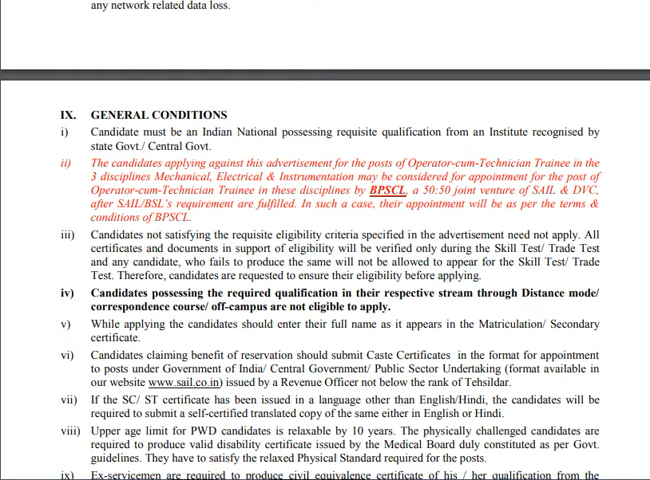 any network related data loss.
IX. GENERAL CONDITIONS
i) Candidate must be an Indian National possessing requisite qualification from an Institute recognised by
state Govt./ Central Govt.
ii) The candidates applying against this advertisement for the posts of Operator-cum-Technician Trainee in the
3 disciplines Mechanical, Electrical & Instrumentation may be considered for appointment for the post of
Operator-cum-Technician Trainee in these disciplines by BPSCL, a 50:50 joint venture of SAIL & DVC,
after SAIL/BSL's requirement are fulfilled. In such a case, their appointment will be as per the terms &
conditions of BPSCL.
iii) Candidates not satisfying the requisite eligibility criteria specified in the advertisement need not apply. All
certificates and documents in support of eligibility will be verified only during the Skill Test/ Trade Test
and any candidate, who fails to produce the same will not be allowed to appear for the Skill Test/ Trade
Test. Therefore, candidates are requested to ensure their eligibility before applying.
iv) Candidates possessing the required qualification in their respective stream through Distance mode/
correspondence course/ off-campus are not eligible to apply.
v) While applying the candidates should enter their full name as it appears in the Matriculation/ Secondary
certificate.
vi) Candidates claiming benefit of reservation should submit Caste Certificates in the format for appointment
to posts under Government of India/ Central Government/ Public Sector Undertaking (format available in
our website www.sail.co.in) issued by a Revenue Officer not below the rank of Tehsildar.
vii) If the SC/ ST certificate has been issued in a language other than English/Hindi, the candidates will be
required to submit a self-certified translated copy of the same either in English or Hindi.
viii) Upper age limit for PWD candidates is relaxable by 10 years. The physically challenged candidates are
required to produce valid disability certificate issued by the Medical Board duly constituted as per Govt.
guidelines. They have to satisfy the relaxed Physical Standard required for the posts.
ix) Ex-servicemen are required to produce civil equivalence certificate of his / her qualification from the